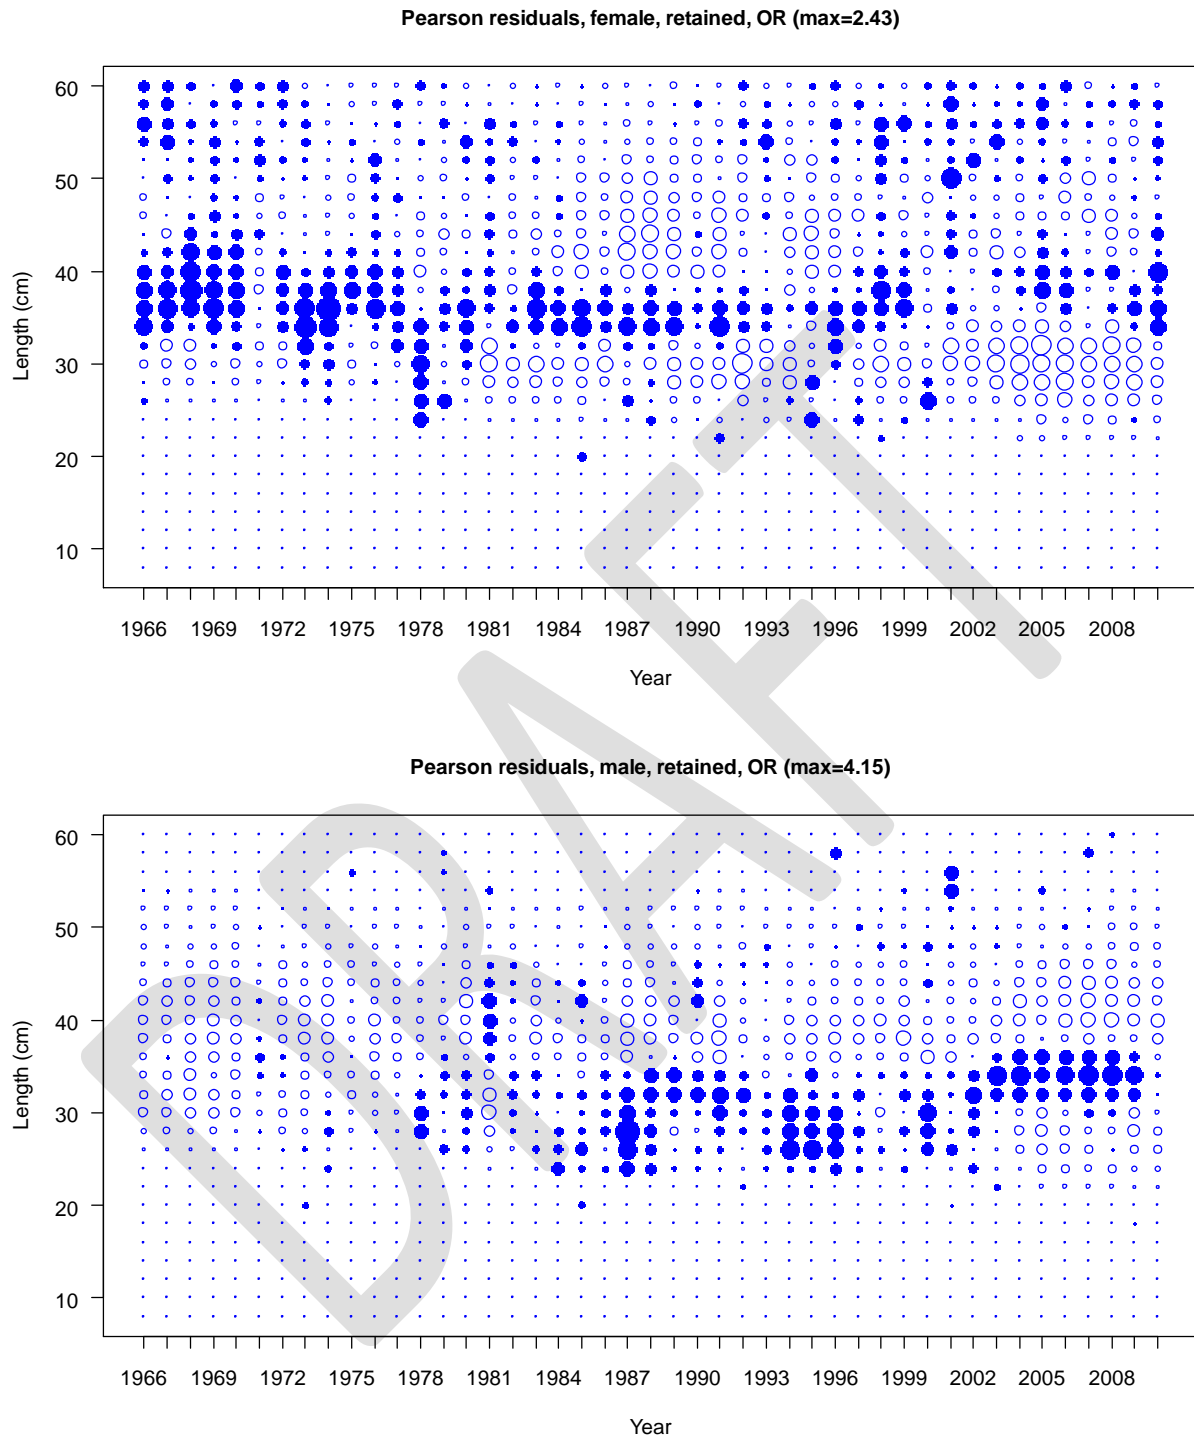 Pearson residuals, female, retained, OR (max=2.43)
60
50
40
30
20
10
Length (cm)
1966 1969 1972 1975 1978 1981 1984 1987 1990 1993 1996 1999 2002 2005 2008
Year
Pearson residuals, male, retained, OR (max=4.15)
60
50
40
30
20
10
Length (cm)
1966 1969 1972 1975 1978 1981 1984 1987 1990 1993 1996 1999 2002 2005 2008
Year
DRAFT